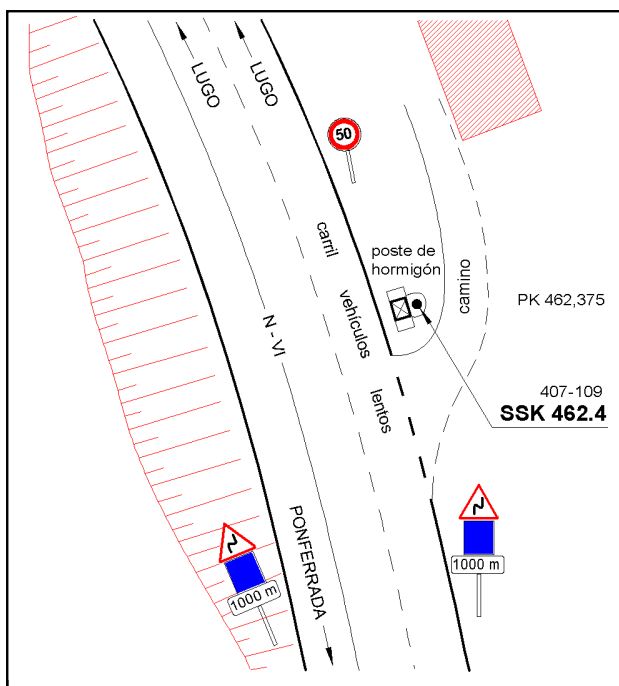 LUGO
LUGO
50
carril
vehículos
lentos
poste de
hormigón
camino
PK 462,375
N - VI
407-109
SSK 462.4
PONFERRADA
1000 m
1000 m